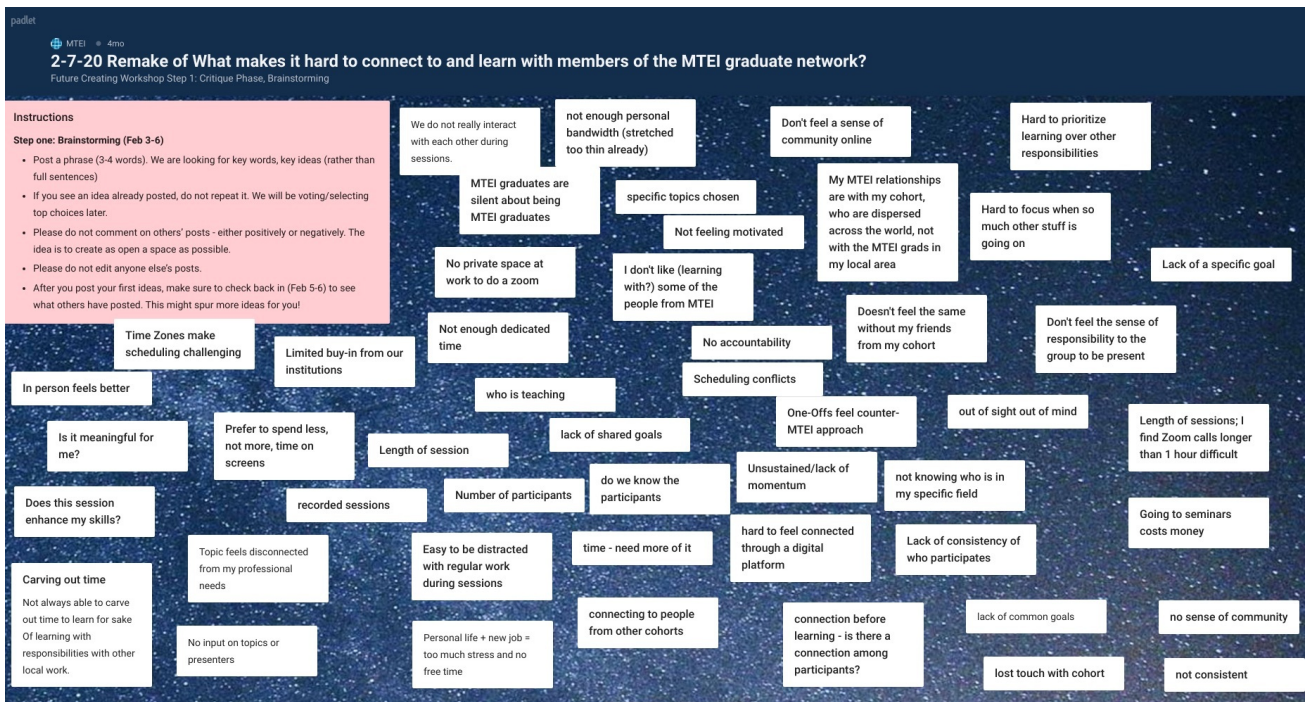 padlet
MTEI • 4mo
2-7-20 Remake of What makes it hard to connect to and learn with members of the MTEI graduate network?
Future Creating Workshop Step 1: Critique Phase, Brainstorming
Instructions
Step one: Brainstorming (Feb 3-6)
• Post a phrase (3-4 words). We are looking for key words, key ideas (rather than
full sentences)
• If you see an idea already posted, do not repeat it. We will be voting/selecting
top choices later.
• Please do not comment on others' posts - either positively or negatively. The
idea is to create as open a space as possible.
• Please do not edit anyone else's posts.
• After you post your first ideas, make sure to check back in (Feb 5-6) to see
what others have posted. This might spur more ideas for you!
We do not really interact
with each other during
sessions.
not enough personal
bandwidth (stretched
too thin already)
Don't feel a sense of
community online
Hard to prioritize
learning over other
responsibilities
MTEI graduates are
silent about being
MTEI graduates
specific topics chosen
My MTEI relationships
are with my cohort,
who are dispersed
across the world, not
with the MTEI grads in
my local area
Hard to focus when so
much other stuff is
going on
Not feeling motivated
No private space at
work to do a zoom
I don't like (learning
with?) some of the
people from MTEI
Lack of a specific goal
Doesn't feel the same
without my friends
from my cohort
Don't feel the sense of
responsibility to the
group to be present
Time Zones make
scheduling challenging
Not enough dedicated
time
No accountability
Limited buy-in from our
institutions
Scheduling conflicts
In person feels better
who is teaching
One-Offs feel counter-
MTEI approach
out of sight out of mind
Length of sessions; I
find Zoom calls longer
than 1 hour difficult
Is it meaningful for
me?
Prefer to spend less,
not more, time on
screens
Length of session
lack of shared goals
Unsustained/lack of
momentum
not knowing who is in
my specific field
do we know the
participants
Number of participants
Does this session
enhance my skills?
recorded sessions
Going to seminars
costs money
hard to feel connected
through a digital
platform
Lack of consistency of
who participates
time - need more of it
Easy to be distracted
with regular work
during sessions
Topic feels disconnected
from my professional
needs
Carving out time
Not always able to carve
out time to learn for sake
Of learning with
responsibilities with other
local work.
No input on topics or
presenters
Personal life + new job =
too much stress and no
free time
connecting to people
from other cohorts
connection before
learning - is there a
connection among
participants?
lack of common goals
no sense of community
lost touch with cohort
not consistent